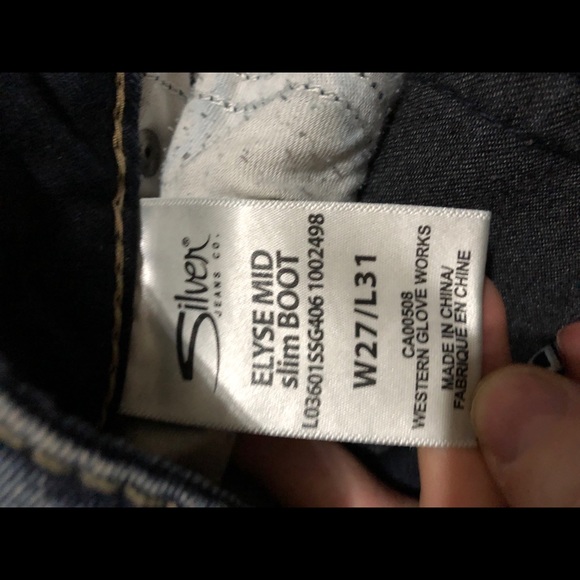 Silver®
JEANS CO.
ELYSE MID
slim BOOT
L03601SSG406 1002498
W27/L31
CA00508
WESTERN GLOVE WORKS
MADE IN CHINA/
FABRIQUE EN CHINE